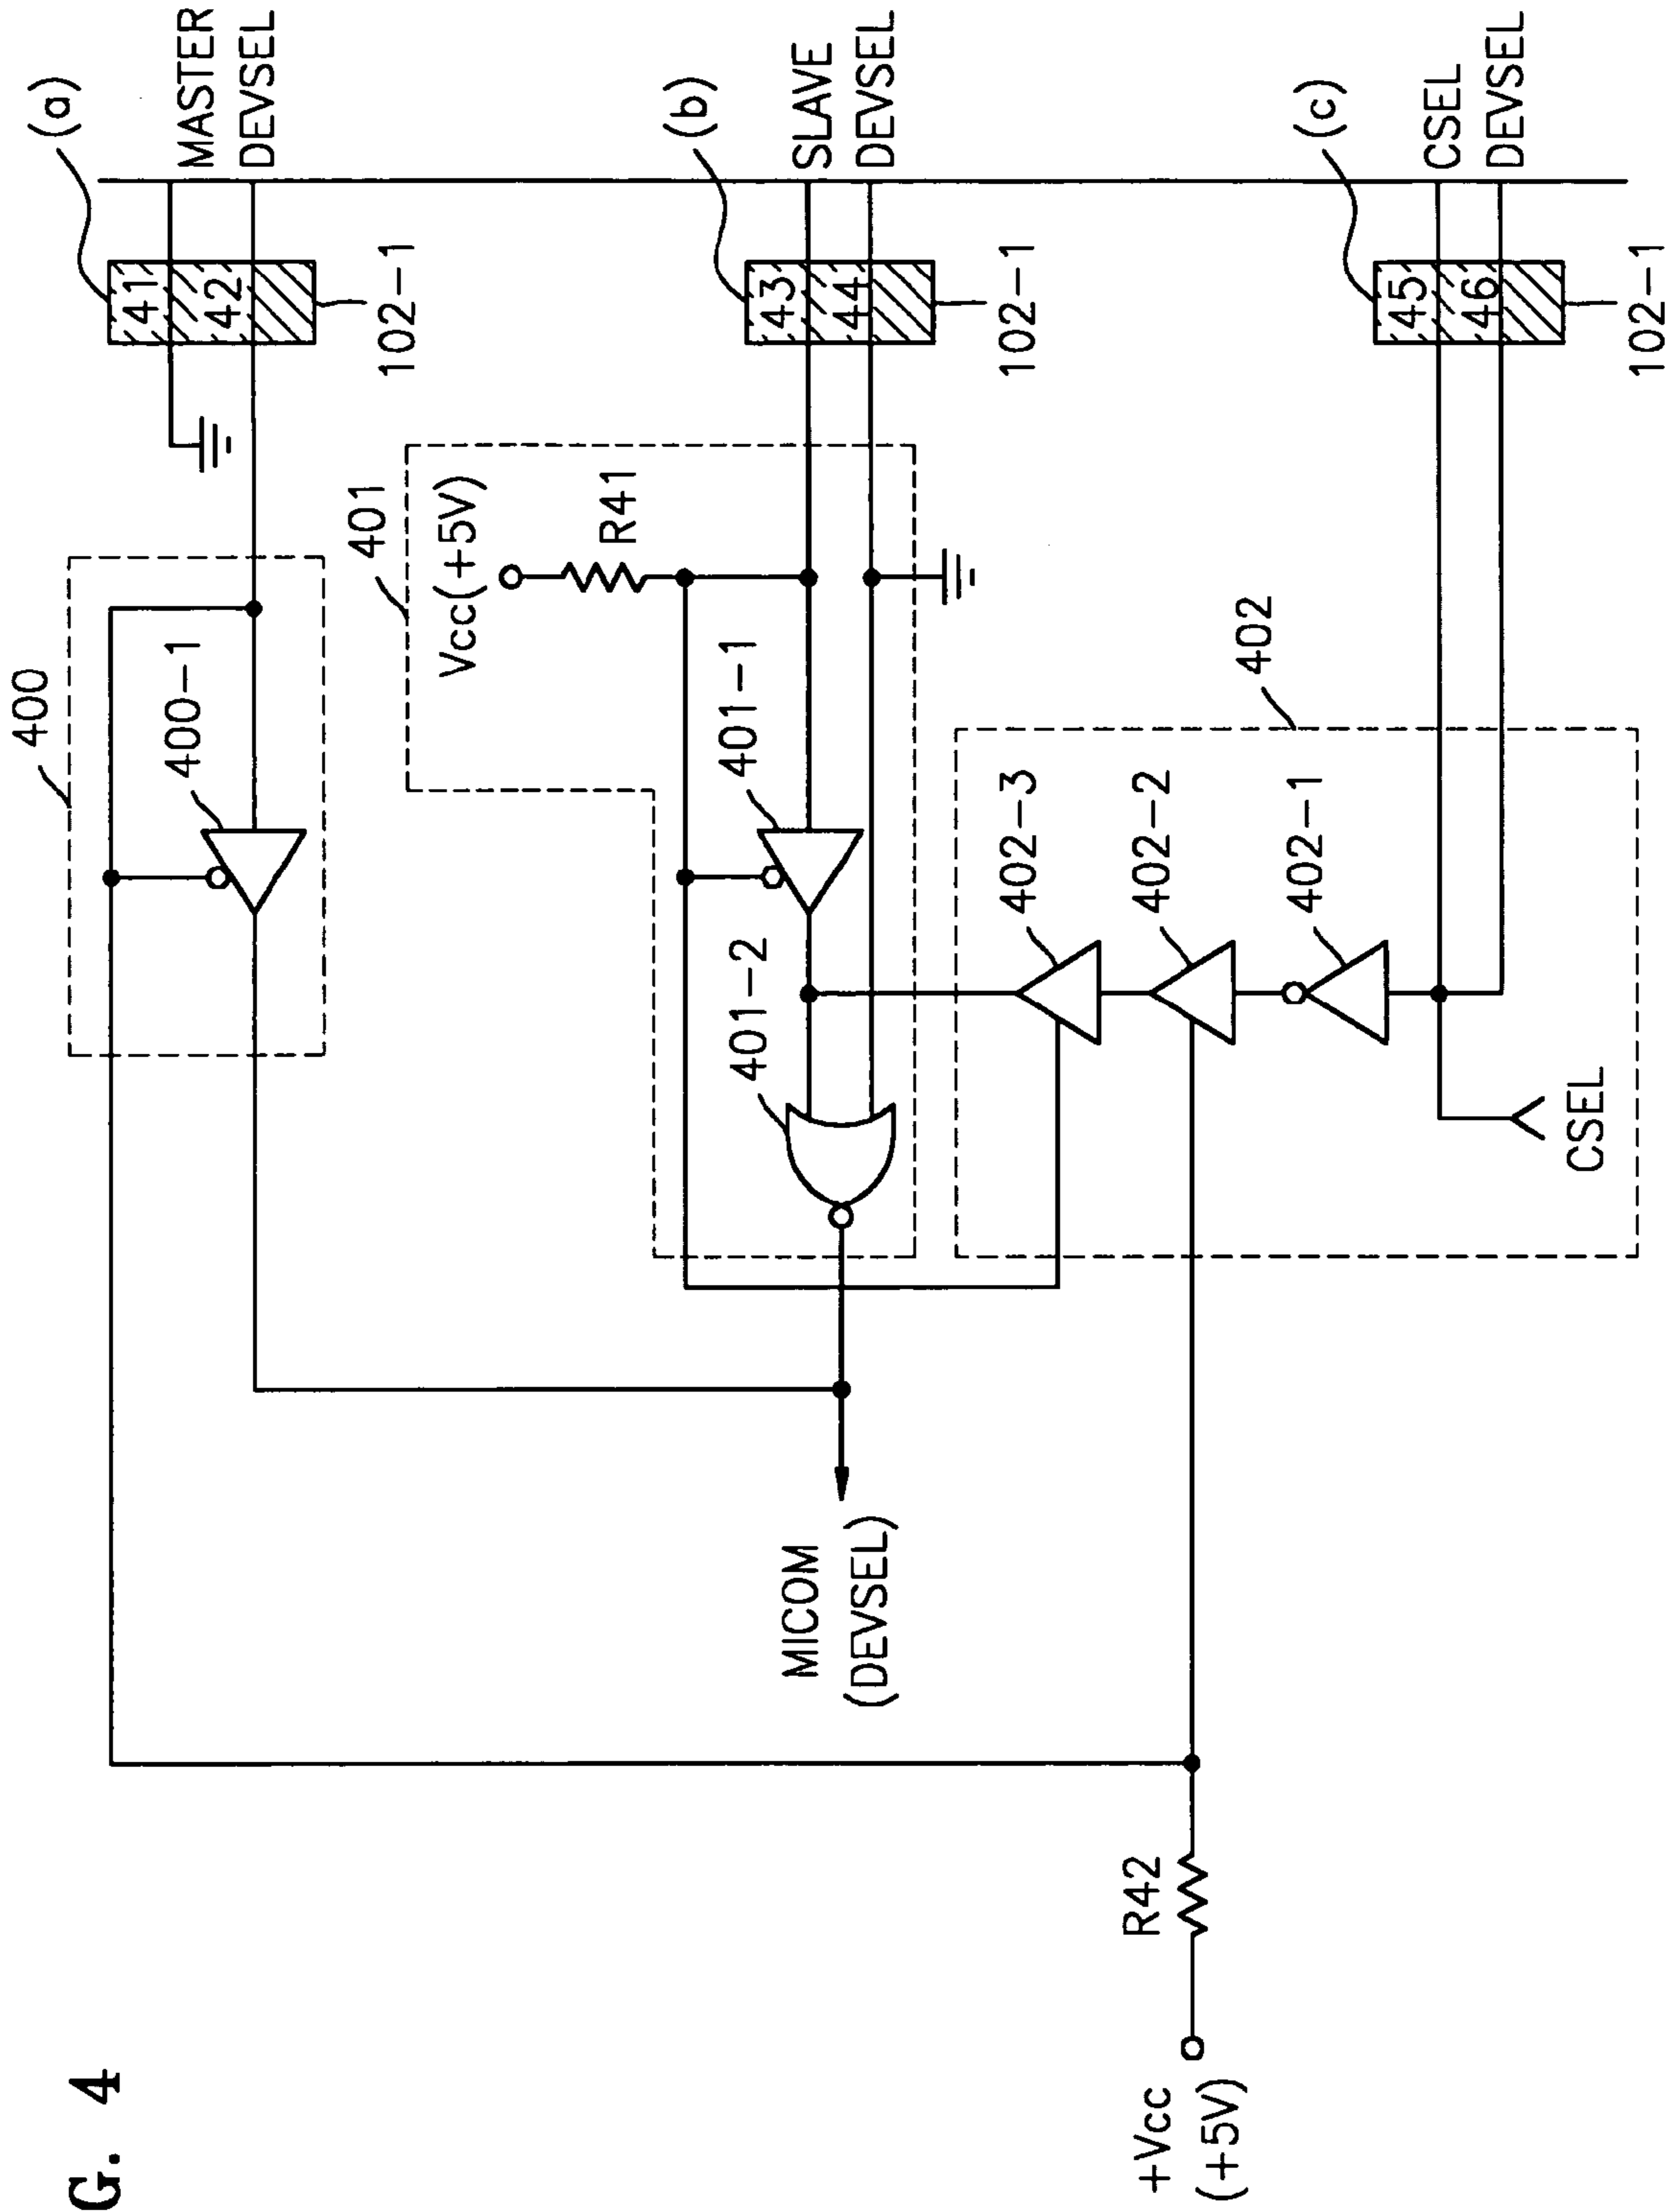 G. 4
(a)
MASTER
DEVSEL
41
42
102-1
400
400-1
401
Vcc(+5V)
R41
(b)
SLAVE
DEVSEL
43
44
102-1
401-1
401-2
MICOM
(DEVSEL)
402
402-3
402-2
402-1
CSEL
(c)
CSEL
DEVSEL
45
46
102-1
R42
+Vcc
(+5V)